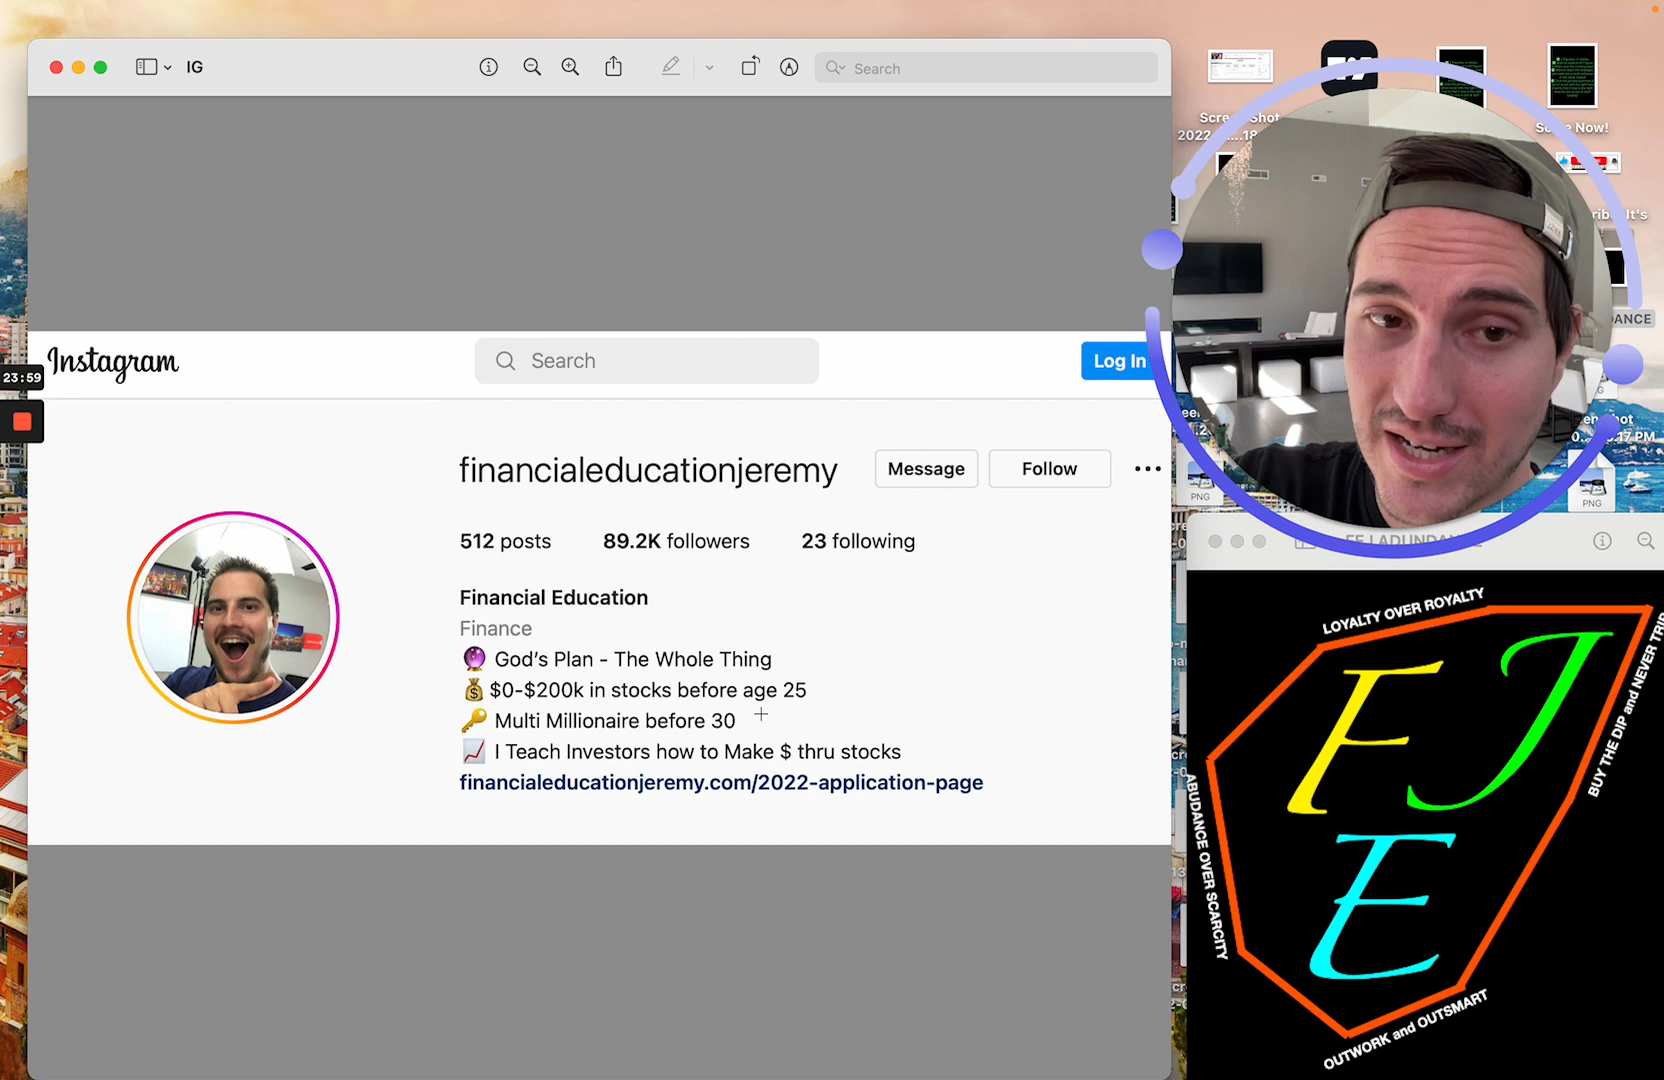 IG
Search
Instagram
Search
Log In
23:59
financialeducationjeremy
Message
Follow
512 posts
89.2K followers
23 following
Financial Education
Finance
God's Plan - The Whole Thing
$0-$200k in stocks before age 25
Multi Millionaire before 30
I Teach Investors how to Make $ thru stocks
financialeducationjeremy.com/2022-application-page
PNG
PNG
LOYALTY OVER ROYALTY
BUY THE DIP and NEVER TRIP
ABUDANCE OVER SCARCITY
F J
E
OUTWORK and OUTSMART